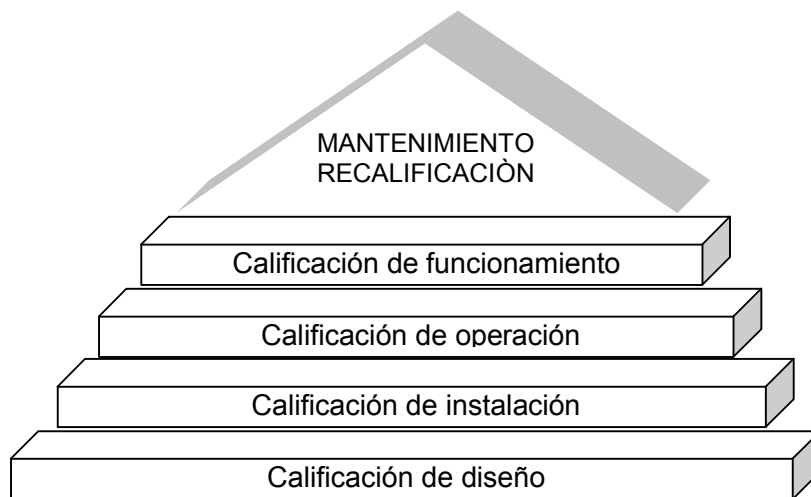 MANTENIMIENTO
RECALIFICACIÒN
Calificación de funcionamiento
Calificación de operación
Calificación de instalación
Calificación de diseño